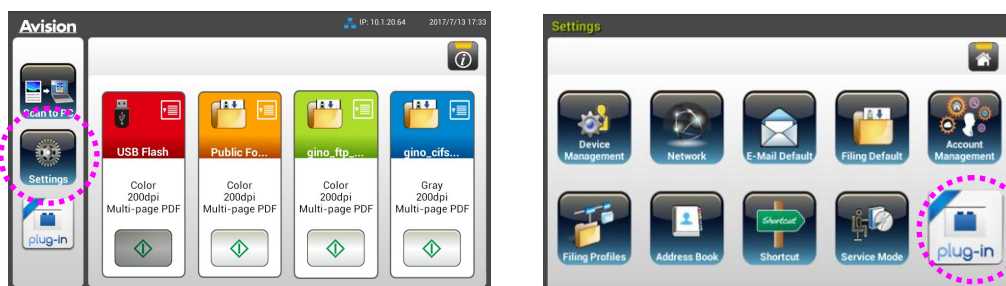 Avision
IP: 10.1.20.64 2017/7/13 17:33
Scan to PC
Settings
plug-in
USB Flash
Color
200dpi
Multi-page PDF
Public Fo...
Color
200dpi
Multi-page PDF
gino_ftp_...
Color
200dpi
Multi-page PDF
gino_cifs...
Gray
200dpi
Multi-page PDF
Settings
Device
Management
Network
E-Mail Default
Filing Default
Account
Management
Filing Profiles
Address Book
Shortcut
Shortcut
Service Mode
plug-in